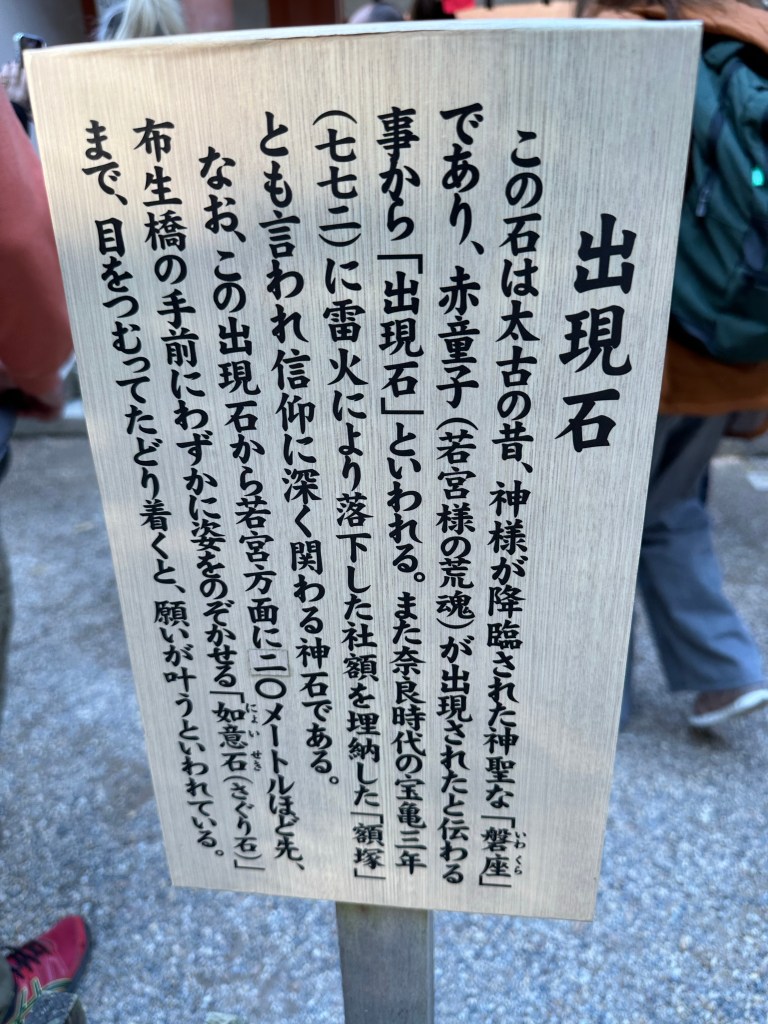 出現石
この石は太古の昔、神様が降臨された神聖な「磐座」
いわ くら
であり、赤童子(若宮様の荒魂)が出現されたと伝わる
事から「出現石」といわれる。また奈良時代の宝亀三年
(七七二)に雷火により落下した社額を埋納した「額塚」
とも言われ信仰に深く関わる神石である。
なお、この出現石から若宮方面に二〇メートルほど先、
布生橋の手前にわずかに姿をのぞかせる「如意石(さぐり石)」
にょ い せき
まで、目をつむってたどり着くと、願いが叶うといわれている。